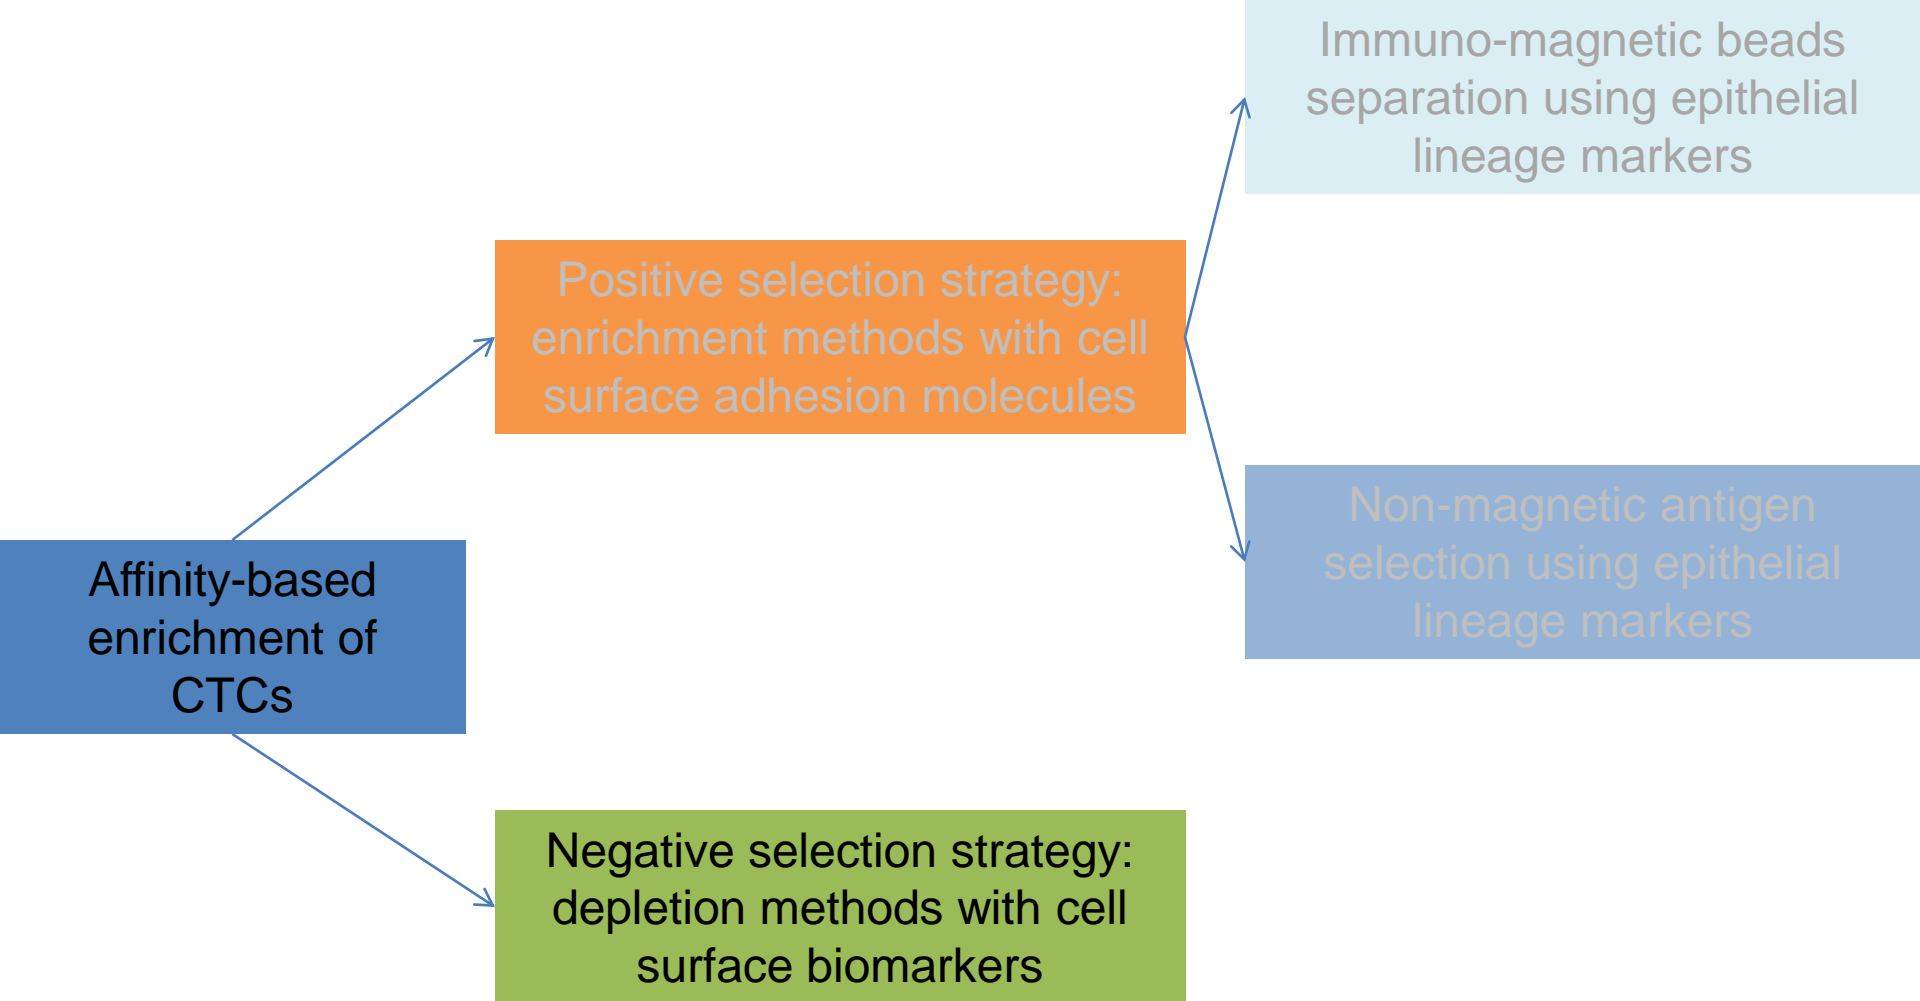 Immuno-magnetic beads
separation using epithelial
lineage markers
Positive selection strategy:
enrichment methods with cell
surface adhesion molecules
Non-magnetic antigen
selection using epithelial
lineage markers
Affinity-based
enrichment of
CTCs
Negative selection strategy:
depletion methods with cell
surface biomarkers